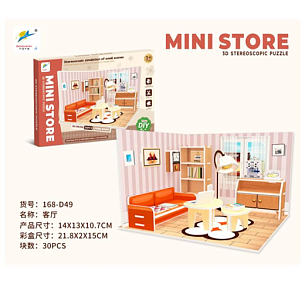 MINI STORE
3D STEREOSCOPIC PUZZLE
MINI STORE
DIY
货号：168-D49
名称：客厅
产品尺寸：14X13X10.7CM
彩盒尺寸：21.8X2X15CM
块数：30PCS